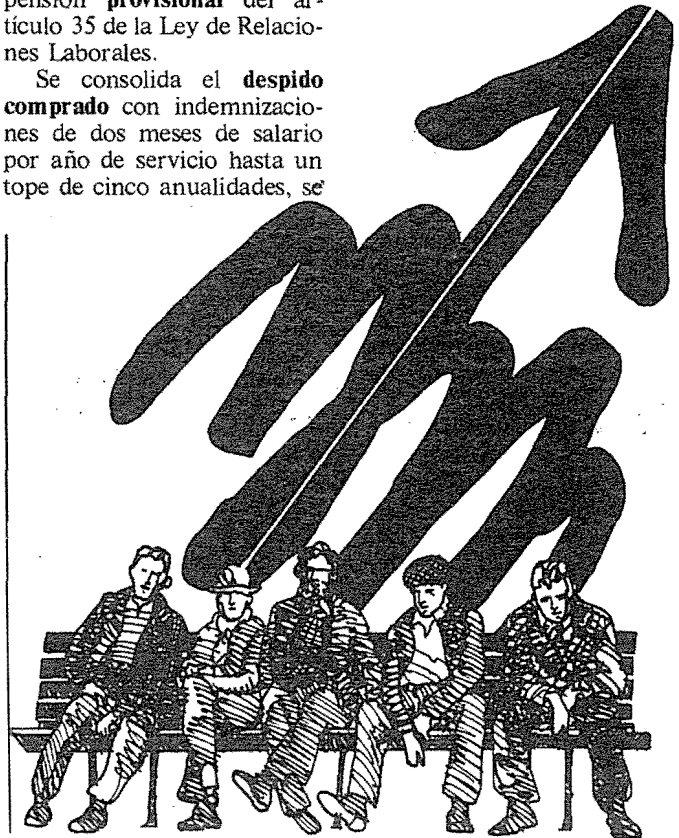 pensión provisional del ar-
tículo 35 de la Ley de Relacio-
nes Laborales.
Se consolida el despido
comprado con indemnizacio-
nes de dos meses de salario
por año de servicio hasta un
tope de cinco anualidades, se